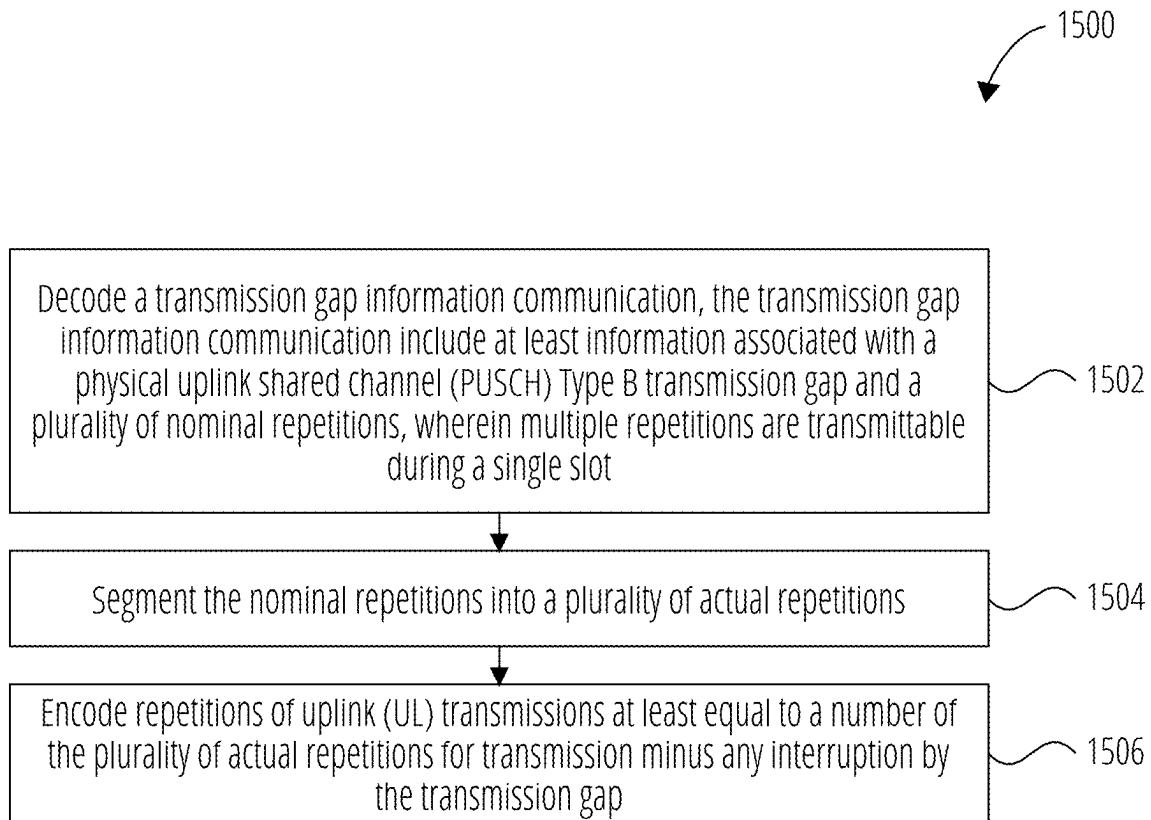 1500
Decode a transmission gap information communication, the transmission gap
information communication include at least information associated with a
physical uplink shared channel (PUSCH) Type B transmission gap and a
plurality of nominal repetitions, wherein multiple repetitions are transmittable
during a single slot
1502
Segment the nominal repetitions into a plurality of actual repetitions
1504
Encode repetitions of uplink (UL) transmissions at least equal to a number of
the plurality of actual repetitions for transmission minus any interruption by
the transmission gap
1506